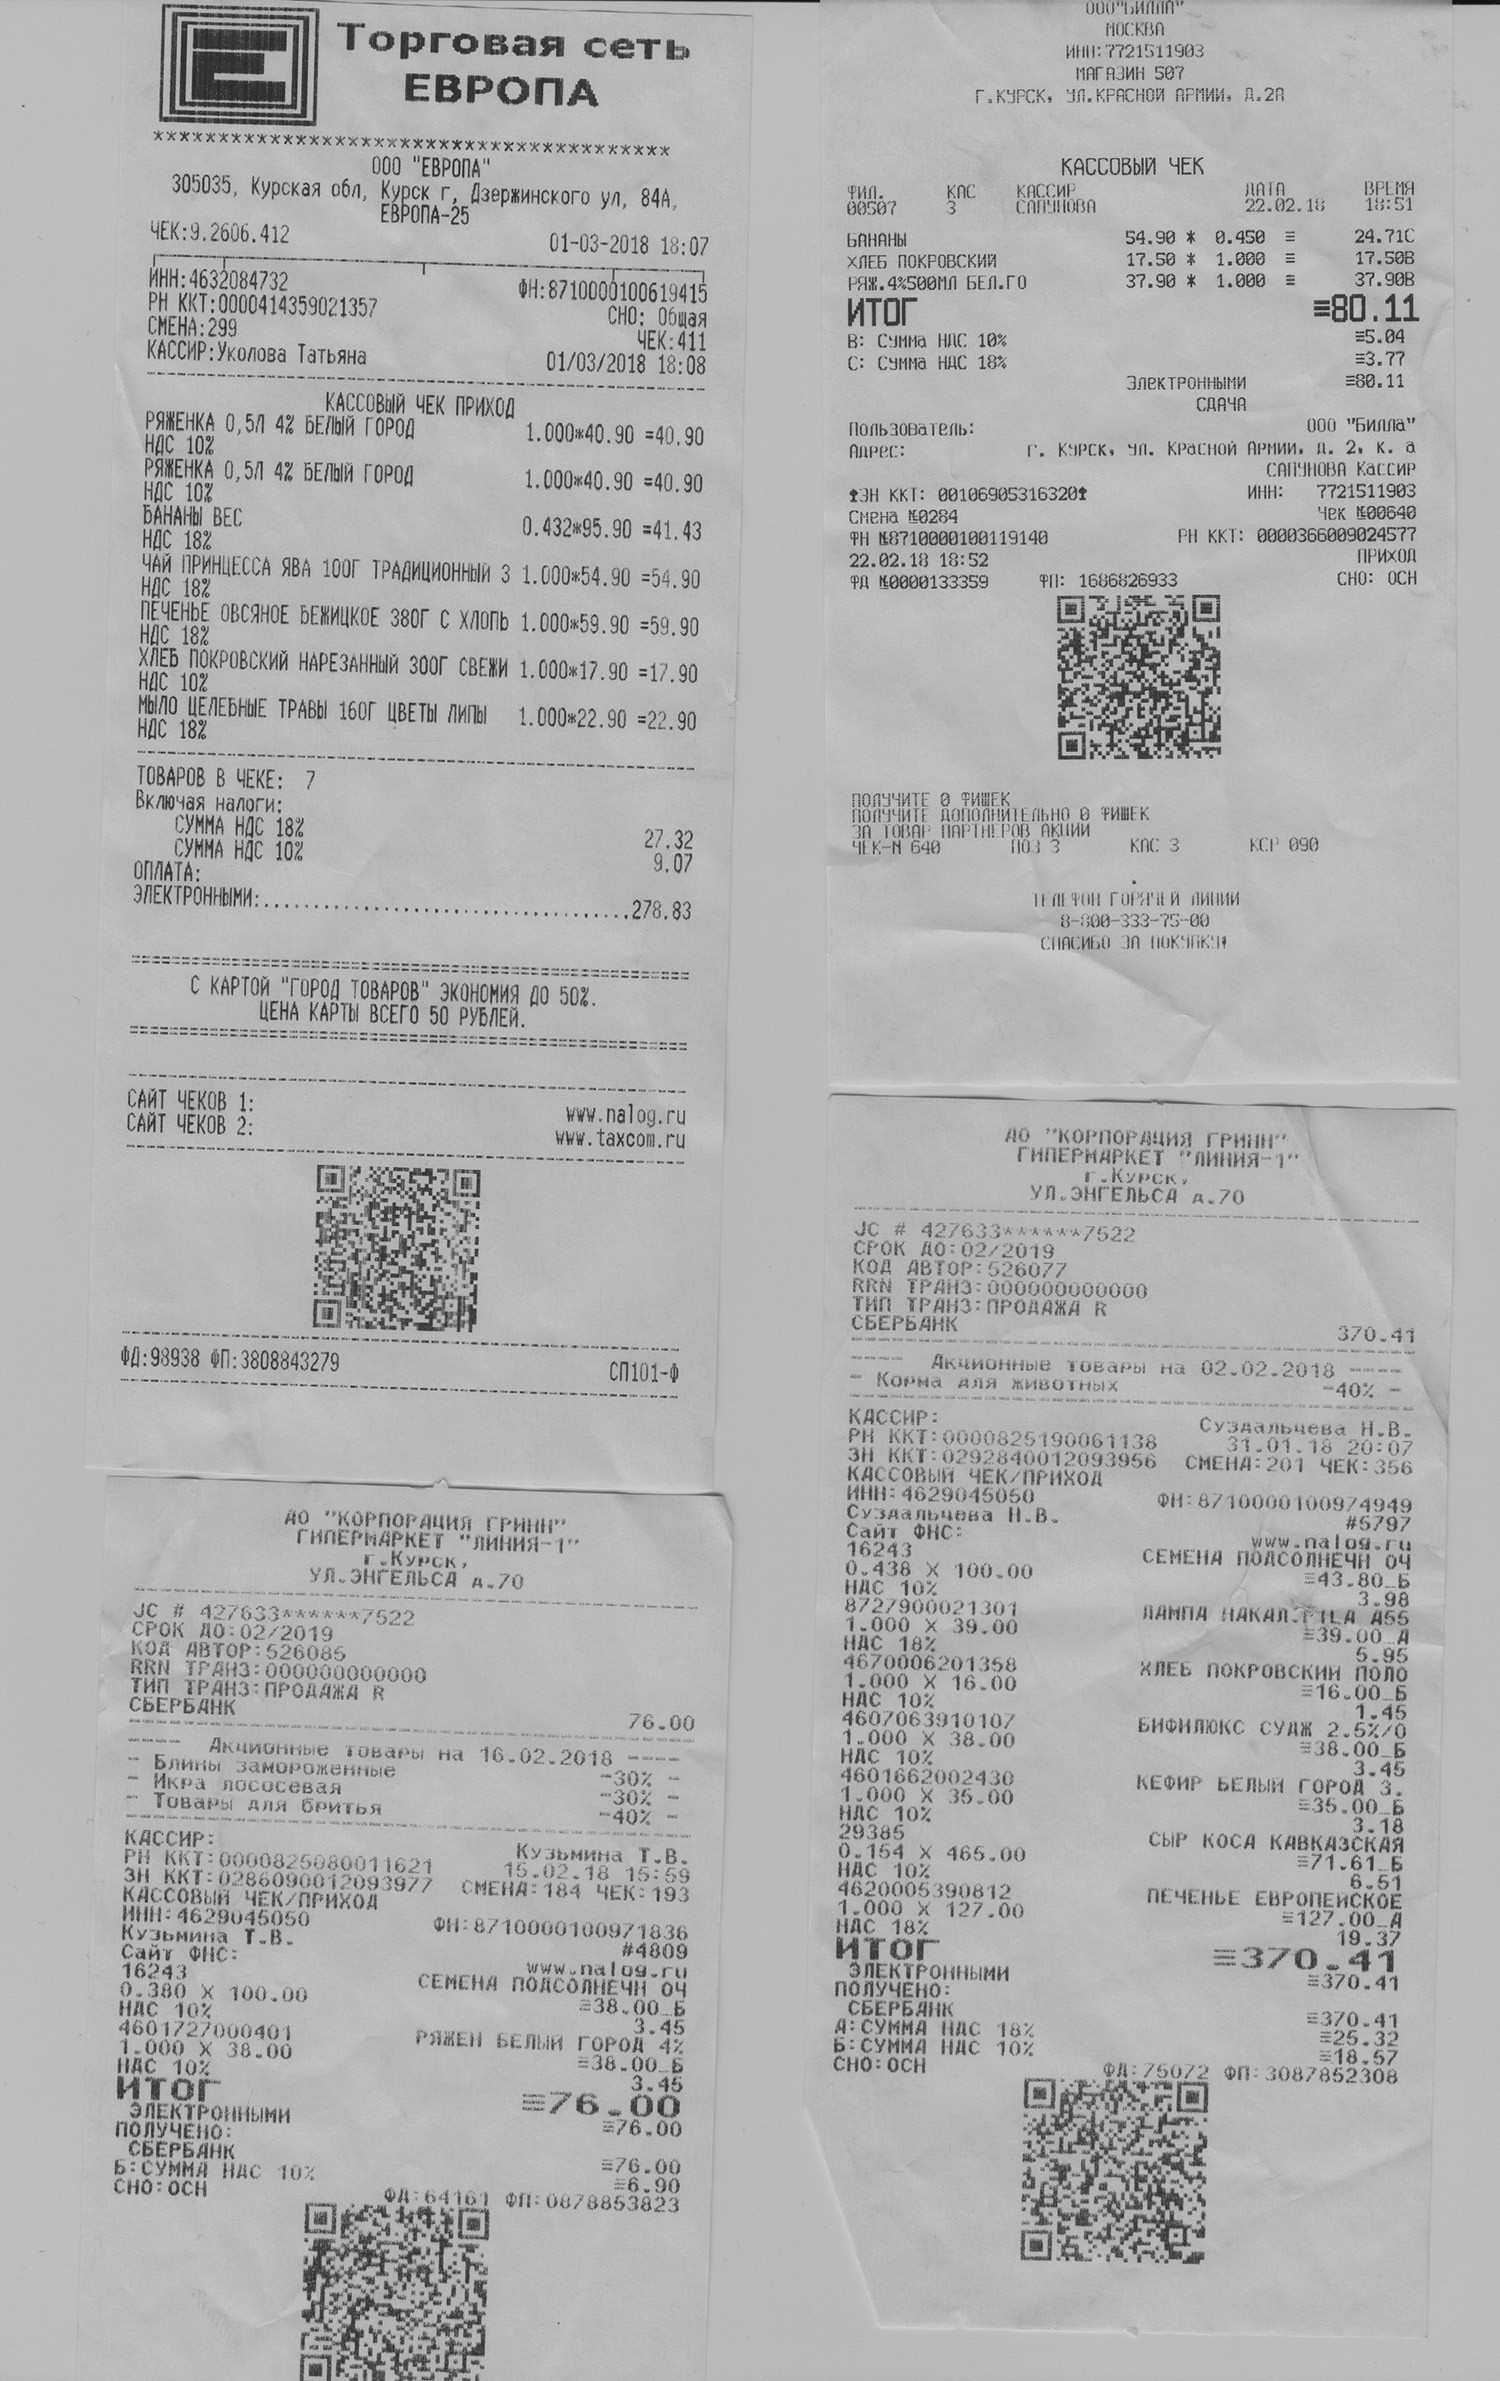 Торговая сеть
ЕВРОПА
****************************************
ООО "ЕВРОПА"
305035, Курская обл, Курск г, Дзержинского ул, 84А,
ЕВРОПА-25
ЧЕК:9.2606.412 01-03-2018 18:07
ИНН:4632084732 ФН:8710000100619415
РН ККТ:0000414359021357 СНО: Общая
СМЕНА:299 ЧЕК:411
КАССИР:Уколова Татьяна 01/03/2018 18:08
КАССОВЫЙ ЧЕК ПРИХОД
РЯЖЕНКА 0,5Л 4% БЕЛЫЙ ГОРОД 1.000*40.90 =40.90
НДС 10%
РЯЖЕНКА 0,5Л 4% БЕЛЫЙ ГОРОД 1.000*40.90 =40.90
НДС 10%
БАНАНЫ ВЕС 0.432*95.90 =41.43
НДС 18%
ЧАЙ ПРИНЦЕССА ЯВА 100Г ТРАДИЦИОННЫЙ З 1.000*54.90 =54.90
НДС 18%
ПЕЧЕНЬЕ ОВСЯНОЕ БЕЖИЦКОЕ 380Г С ХЛОПЬ 1.000*59.90 =59.90
НДС 18%
ХЛЕБ ПОКРОВСКИЙ НАРЕЗАННЫЙ 300Г СВЕЖИ 1.000*17.90 =17.90
НДС 10%
МЫЛО ЦЕЛЕБНЫЕ ТРАВЫ 160Г ЦВЕТЫ ЛИПЫ 1.000*22.90 =22.90
НДС 18%
ТОВАРОВ В ЧЕКЕ: 7
Включая налоги:
СУММА НДС 18% 27.32
СУММА НДС 10% 9.07
ОПЛАТА:
ЭЛЕКТРОННЫМИ:.....................................278.83
С КАРТОЙ "ГОРОД ТОВАРОВ" ЭКОНОМИЯ ДО 50%.
ЦЕНА КАРТЫ ВСЕГО 50 РУБЛЕЙ.
САЙТ ЧЕКОВ 1: www.nalog.ru
САЙТ ЧЕКОВ 2: www.taxcom.ru
ФД:98938 ФП:3808843279 СП101-Ф
АО "КОРПОРАЦИЯ ГРИНН"
ГИПЕРМАРКЕТ "ЛИНИЯ-1"
г.Курск,
УЛ.ЭНГЕЛЬСА д.70
JC # 427633******7522
СРОК ДО:02/2019
КОД АВТОР:526085
RRN ТРАНЗ:000000000000
ТИП ТРАНЗ:ПРОДАЖА R
СБЕРБАНК 76.00
---- Акционные товары на 16.02.2018 ----
- Блины замороженные -30% -
- Икра лососевая -30% -
- Товары для бритья -40% -
КАССИР: Кузьмина Т.В.
РН ККТ:0000825080011621 15.02.18 15:59
ЗН ККТ:0286090012093977 СМЕНА:184 ЧЕК:193
КАССОВЫЙ ЧЕК/ПРИХОД
ИНН:4629045050 ФН:8710000100971836
Кузьмина Т.В. #4809
Сайт ФНС: www.nalog.ru
16243 СЕМЕНА ПОДСОЛНЕЧН ОЧ
0.380 X 100.00 ≡38.00_Б
НДС 10% 3.45
4601727000401 РЯЖЕН БЕЛЫЙ ГОРОД 4%
1.000 X 38.00 ≡38.00_Б
НДС 10% 3.45
ИТОГ ≡76.00
ЭЛЕКТРОННЫМИ ≡76.00
ПОЛУЧЕНО:
СБЕРБАНК ≡76.00
Б:СУММА НДС 10% ≡6.90
СНО:ОСН ФД:64161 ФП:0878853823
ООО"БИЛЛА"
МОСКВА
ИНН:7721511903
МАГАЗИН 507
Г.КУРСК, УЛ.КРАСНОЙ АРМИИ, Д.2А
КАССОВЫЙ ЧЕК
ФИЛ. КАС КАССИР ДАТА ВРЕМЯ
00507 3 САПУНОВА 22.02.18 18:51
БАНАНЫ 54.90 * 0.450 ≡ 24.71C
ХЛЕБ ПОКРОВСКИЙ 17.50 * 1.000 ≡ 17.50B
РЯЖ.4%500МЛ БЕЛ.ГО 37.90 * 1.000 ≡ 37.90B
ИТОГ ≡80.11
B: Сумма НДС 10% ≡5.04
C: Сумма НДС 18% ≡3.77
Электронными ≡80.11
СДАЧА
Пользователь: ООО "Билла"
Адрес: г. Курск, ул. Красной Армии, д. 2, к. а
САПУНОВА Кассир
ЗН ККТ: 00106905316320 ИНН: 7721511903
Смена №0284 Чек №00640
ФН №8710000100119140 РН ККТ: 0000366009024577
22.02.18 18:52 ПРИХОД
ФД №0000133359 ФП: 1686826933 СНО: ОСН
ПОЛУЧИТЕ 0 ФИШЕК
ПОЛУЧИТЕ ДОПОЛНИТЕЛЬНО 0 ФИШЕК
ЗА ТОВАР ПАРТНЕРОВ АКЦИИ
ЧЕК-N 640 ПОЗ 3 КАС 3 КСР 090
ТЕЛЕФОН ГОРЯЧЕЙ ЛИНИИ
8-800-333-75-00
СПАСИБО ЗА ПОКУПКУ!
АО "КОРПОРАЦИЯ ГРИНН"
ГИПЕРМАРКЕТ "ЛИНИЯ-1"
г.Курск,
УЛ.ЭНГЕЛЬСА д.70
JC # 427633******7522
СРОК ДО:02/2019
КОД АВТОР:526077
RRN ТРАНЗ:000000000000
ТИП ТРАНЗ:ПРОДАЖА R
СБЕРБАНК 370.41
---- Акционные товары на 02.02.2018 ----
- Корма для животных -40% -
КАССИР: Суздальчева Н.В.
РН ККТ:0000825190061138 31.01.18 20:07
ЗН ККТ:0292840012093956 СМЕНА:201 ЧЕК:356
КАССОВЫЙ ЧЕК/ПРИХОД
ИНН:4629045050 ФН:8710000100974949
Суздальчева Н.В. #5797
Сайт ФНС: www.nalog.ru
16243 СЕМЕНА ПОДСОЛНЕЧН ОЧ
0.438 X 100.00 ≡43.80_Б
НДС 10% 3.98
8727900021301 ЛАМПА НАКАЛ. A55
1.000 X 39.00 ≡39.00_А
НДС 18% 5.95
4670006201358 ХЛЕБ ПОКРОВСКИЙ ПОЛО
1.000 X 16.00 ≡16.00_Б
НДС 10% 1.45
4607063910107 БИФИЛЮКС СУДЖ 2.5%/0
1.000 X 38.00 ≡38.00_Б
НДС 10% 3.45
4601662002430 КЕФИР БЕЛЫЙ ГОРОД 3.
1.000 X 35.00 ≡35.00_Б
НДС 10% 3.18
29385 СЫР КОСА КАВКАЗСКАЯ
0.154 X 465.00 ≡71.61_Б
НДС 10% 6.51
4620005390812 ПЕЧЕНЬЕ ЕВРОПЕЙСКОЕ
1.000 X 127.00 ≡127.00_А
НДС 18% 19.37
ИТОГ ≡370.41
ЭЛЕКТРОННЫМИ ≡370.41
ПОЛУЧЕНО:
СБЕРБАНК ≡370.41
А:СУММА НДС 18% ≡25.32
Б:СУММА НДС 10% ≡18.57
СНО:ОСН ФД:75072 ФП:3087852308